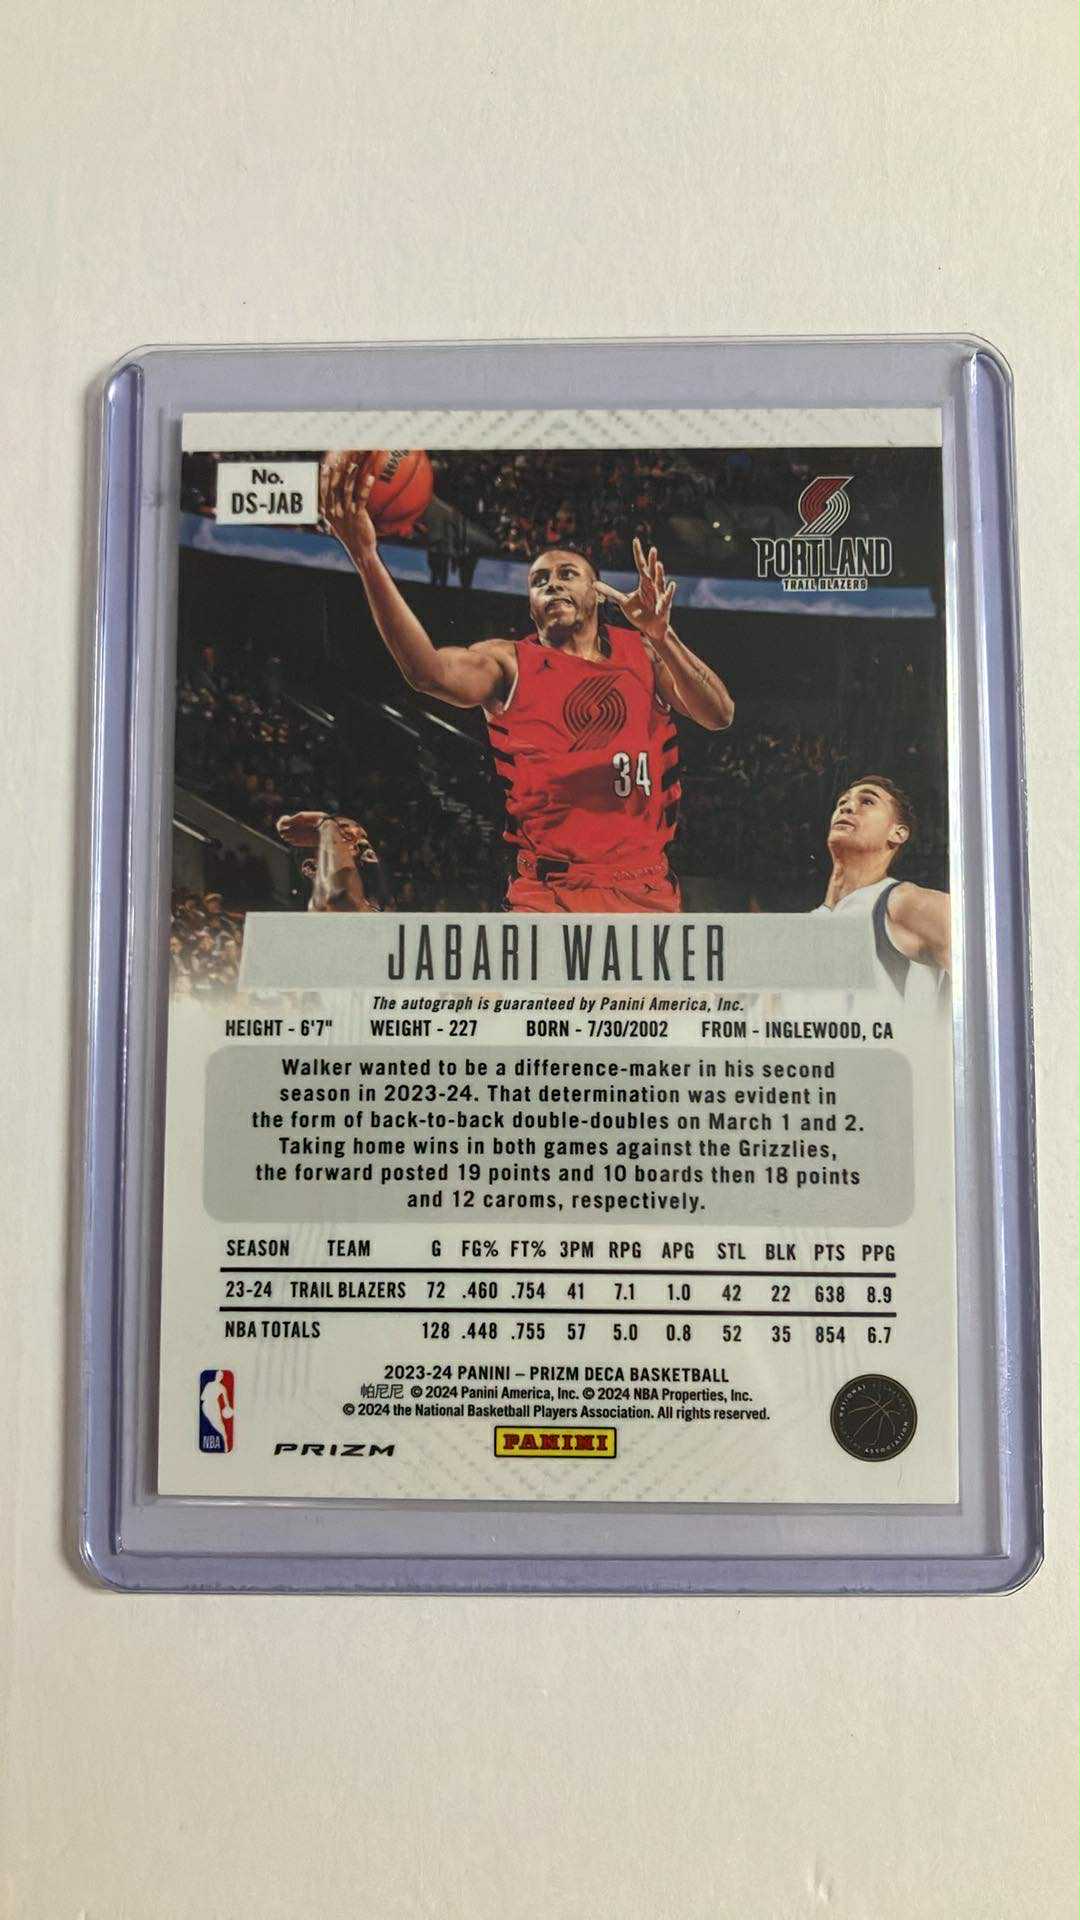 No.
DS-JAB
PORTLAND
TRAIL BLAZERS
34
JABARI WALKER
The autograph is guaranteed by Panini America, Inc.
HEIGHT - 6'7" WEIGHT - 227 BORN - 7/30/2002 FROM - INGLEWOOD, CA
Walker wanted to be a difference-maker in his second
season in 2023-24. That determination was evident in
the form of back-to-back double-doubles on March 1 and 2.
Taking home wins in both games against the Grizzlies,
the forward posted 19 points and 10 boards then 18 points
and 12 caroms, respectively.
SEASON TEAM G FG% FT% 3PM RPG APG STL BLK PTS PPG
23-24 TRAIL BLAZERS 72 .460 .754 41 7.1 1.0 42 22 638 8.9
NBA TOTALS 128 .448 .755 57 5.0 0.8 52 35 854 6.7
2023-24 PANINI – PRIZM DECA BASKETBALL
帕尼尼 © 2024 Panini America, Inc. © 2024 NBA Properties, Inc.
© 2024 the National Basketball Players Association. All rights reserved.
NBA
PRIZM
PANINI
NATIONAL
ASSOCIATION